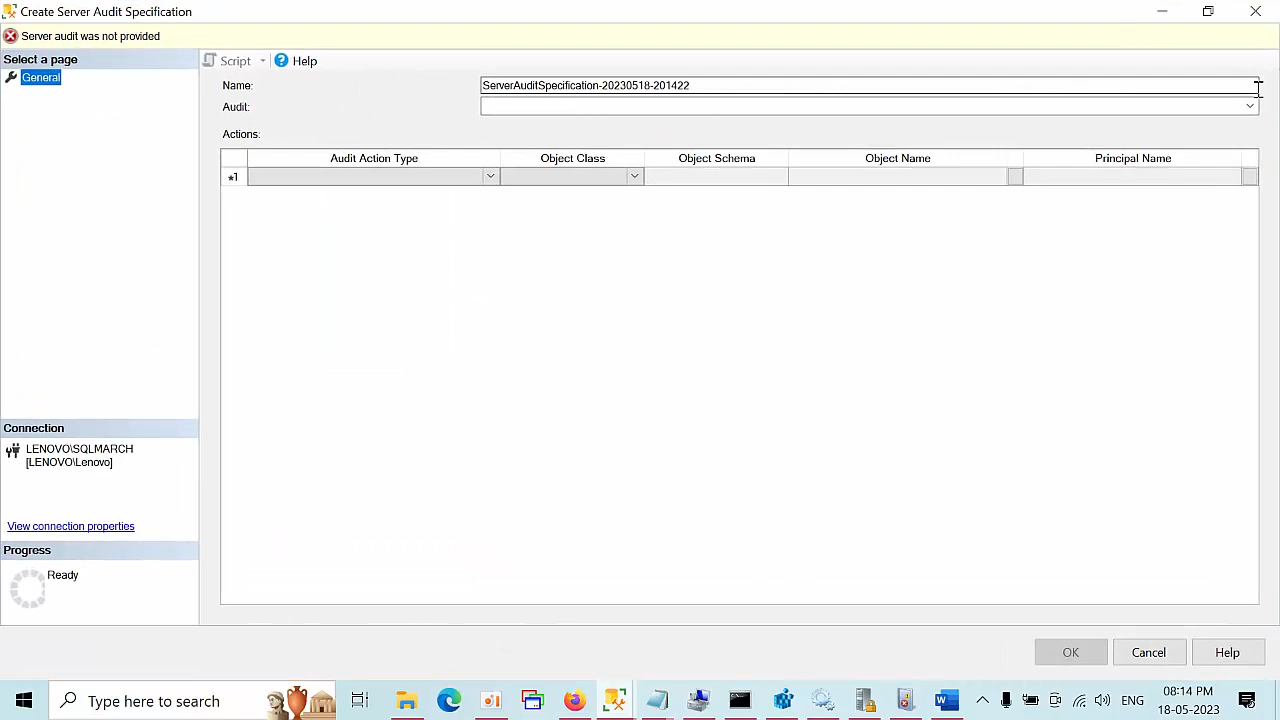 Create Server Audit Specification
Server audit was not provided
Select a page
General
Script
Help
Name:
ServerAuditSpecification-20230518-201422
Audit:
Actions:
Audit Action Type
Object Class
Object Schema
Object Name
Principal Name
*1
Connection
LENOVO\SQLMARCH
[LENOVO\Lenovo]
View connection properties
Progress
Ready
OK
Cancel
Help
Type here to search
ENG
08:14 PM
18-05-2023